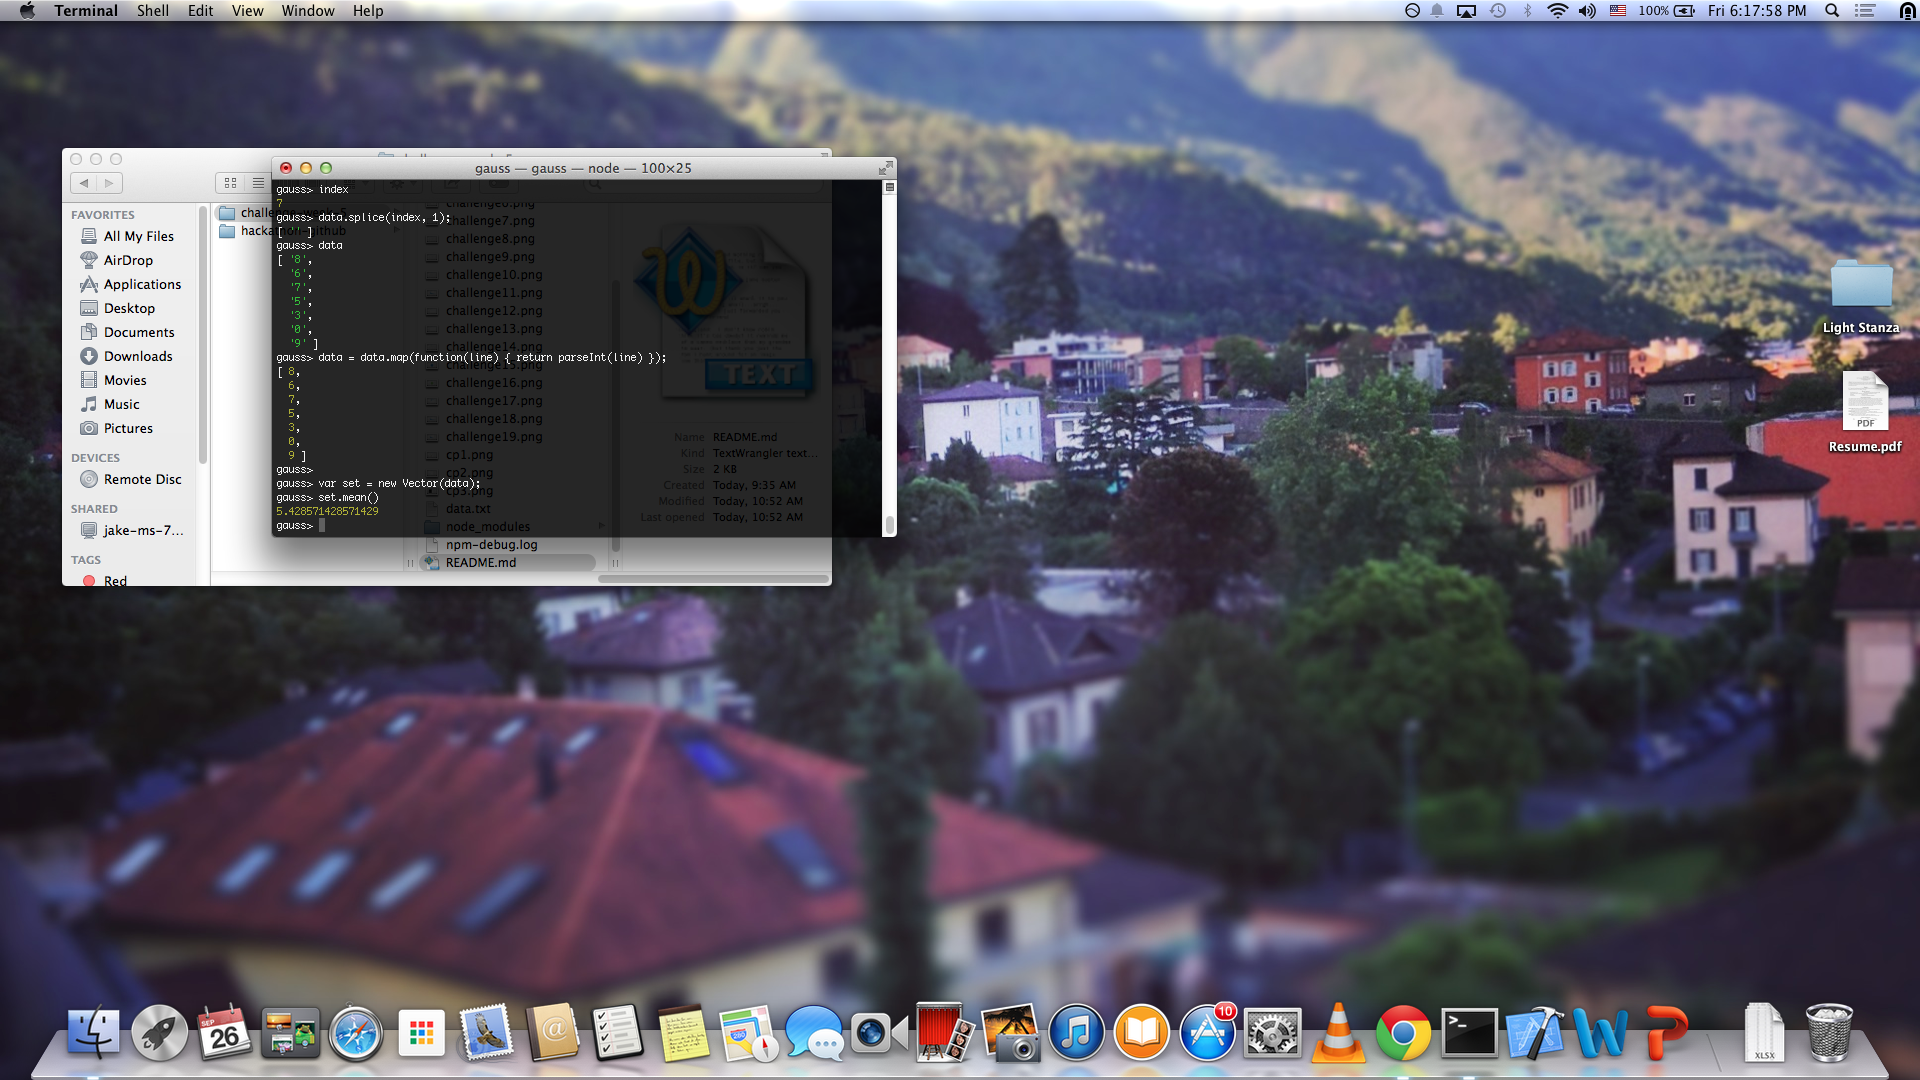 Terminal Shell Edit View Window Help
100% Fri 6:17:58 PM
gauss — gauss — node — 100×25
FAVORITES
All My Files
AirDrop
Applications
Desktop
Documents
Downloads
Movies
Music
Pictures
DEVICES
Remote Disc
SHARED
jake-ms-7...
TAGS
Red
gauss> index
7
gauss> data.splice(index, 1);
[ '' ]
gauss> data
[ '8',
'6',
'7',
'5',
'3',
'0',
'9' ]
gauss> data = data.map(function(line) { return parseInt(line) });
[ 8,
6,
7,
5,
3,
0,
9 ]
gauss>
gauss> var set = new Vector(data);
gauss> set.mean()
5.428571428571429
gauss>
challenge6.png
challenge7.png
challenge8.png
challenge9.png
challenge10.png
challenge11.png
challenge12.png
challenge13.png
challenge14.png
challenge15.png
challenge16.png
challenge17.png
challenge18.png
challenge19.png
cp1.png
cp2.png
cp3.png
data.txt
node_modules
npm-debug.log
README.md
TEXT
Name README.md
Kind TextWrangler text...
Size 2 KB
Created Today, 9:35 AM
Modified Today, 10:52 AM
Last opened Today, 10:52 AM
Light Stanza
PDF
Resume.pdf
SEP
26
10
XLSX